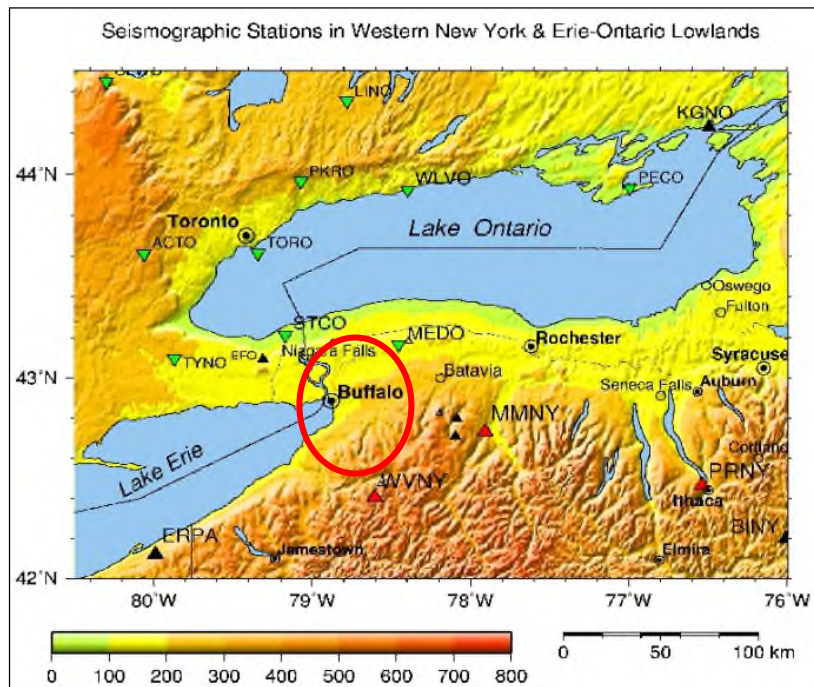 Seismographic Stations in Western New York & Erie-Ontario Lowlands
LINO
KGNO
44°N
PKRO
WLVO
PECO
Toronto
ACTO
TORO
Lake Ontario
Oswego
Fulton
STCO
MEDO
Rochester
TYNO
EFO
Niagara Falls
Syracuse
43°N
Batavia
Seneca Falls
Auburn
Buffalo
MMNY
Cortland
Lake Erie
WVNY
PRNY
Ithaca
ERPA
BINY
Jamestown
Elmira
42°N
80°W
79°W
78°W
77°W
76°W
0 100 200 300 400 500 600 700 800
0 50 100 km